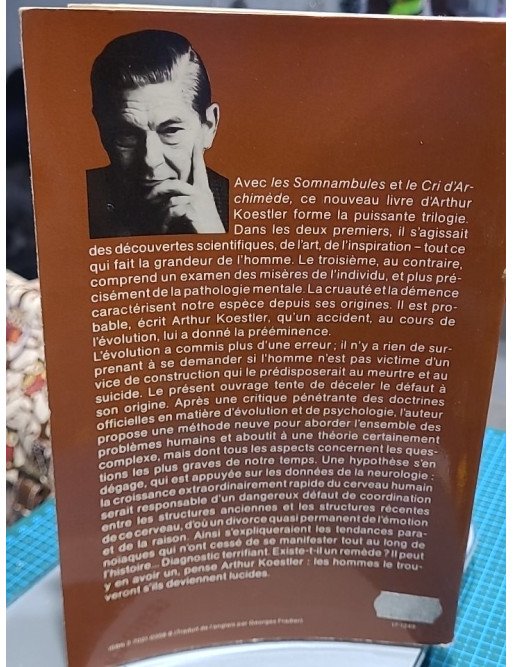 Avec les Somnambules et le Cri d'Ar-
chimède, ce nouveau livre d'Arthur
Koestler forme la puissante trilogie.
Dans les deux premiers, il s'agissait
des découvertes scientifiques, de l'art, de l'inspiration – tout ce
qui fait la grandeur de l'homme. Le troisième, au contraire,
comprend un examen des misères de l'individu, et plus pré-
cisément de la pathologie mentale. La cruauté et la démence
caractérisent notre espèce depuis ses origines. Il est pro-
bable, écrit Arthur Koestler, qu'un accident, au cours de
l'évolution, lui a donné la prééminence.
L'évolution a commis plus d'une erreur ; il n'y a rien de sur-
prenant à se demander si l'homme n'est pas victime d'un
vice de construction qui le prédisposerait au meurtre et au
suicide. Le présent ouvrage tente de déceler le défaut à
son origine. Après une critique pénétrante des doctrines
officielles en matière d'évolution et de psychologie, l'auteur
propose une méthode neuve pour aborder l'ensemble des
problèmes humains et aboutit à une théorie certainement
complexe, mais dont tous les aspects concernent les ques-
tions les plus graves de notre temps. Une hypothèse s'en
dégage, qui est appuyée sur les données de la neurologie :
la croissance extraordinairement rapide du cerveau humain
serait responsable d'un dangereux défaut de coordination
entre les structures anciennes et les structures récentes
de ce cerveau, d'où un divorce quasi permanent de l'émotion
et de la raison. Ainsi s'expliqueraient les tendances para-
noïaques qui n'ont cessé de se manifester tout au long de
l'histoire... Diagnostic terrifiant. Existe-t-il un remède ? Il peut
y en avoir un, pense Arthur Koestler : les hommes le trou-
veront s'ils deviennent lucides.
(Traduit de l'anglais par Georges Fradier)